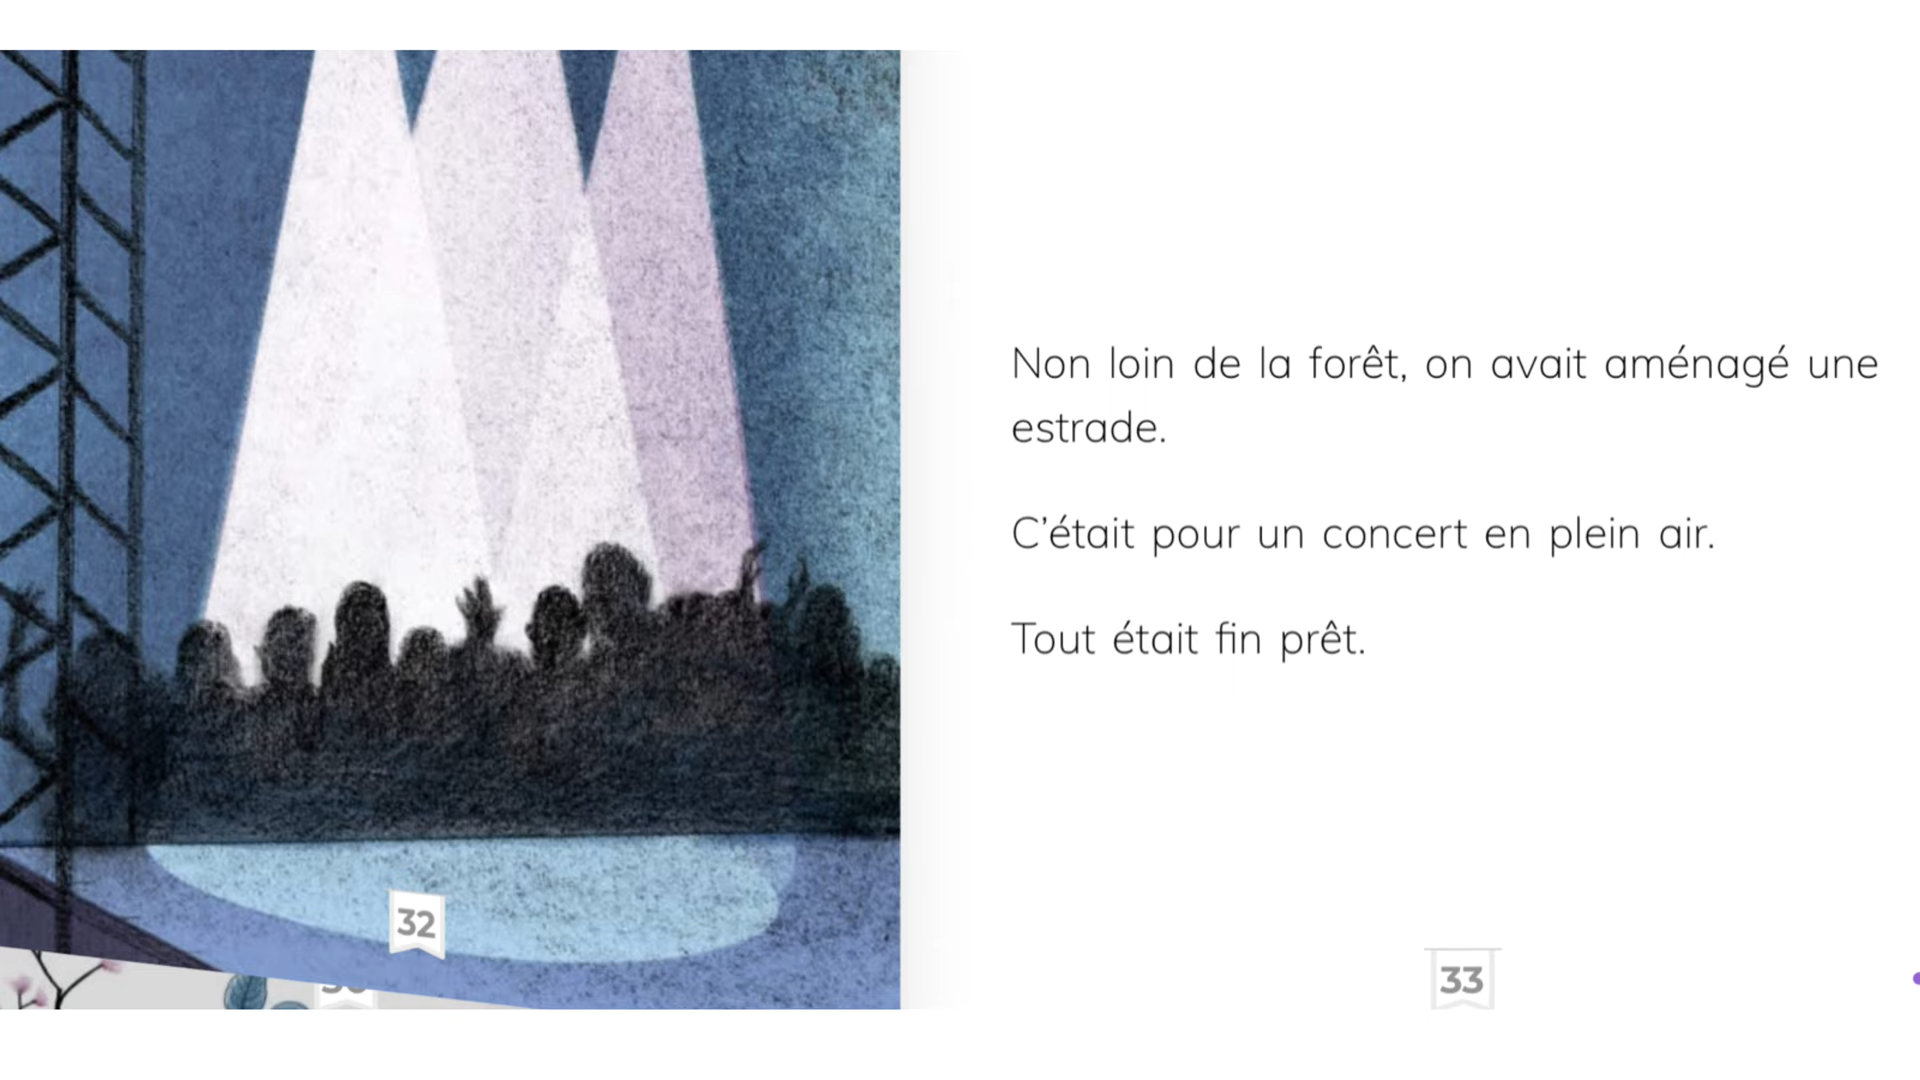 Non loin de la forêt, on avait aménagé une
estrade.
C’était pour un concert en plein air.
Tout était fin prêt.
32
33